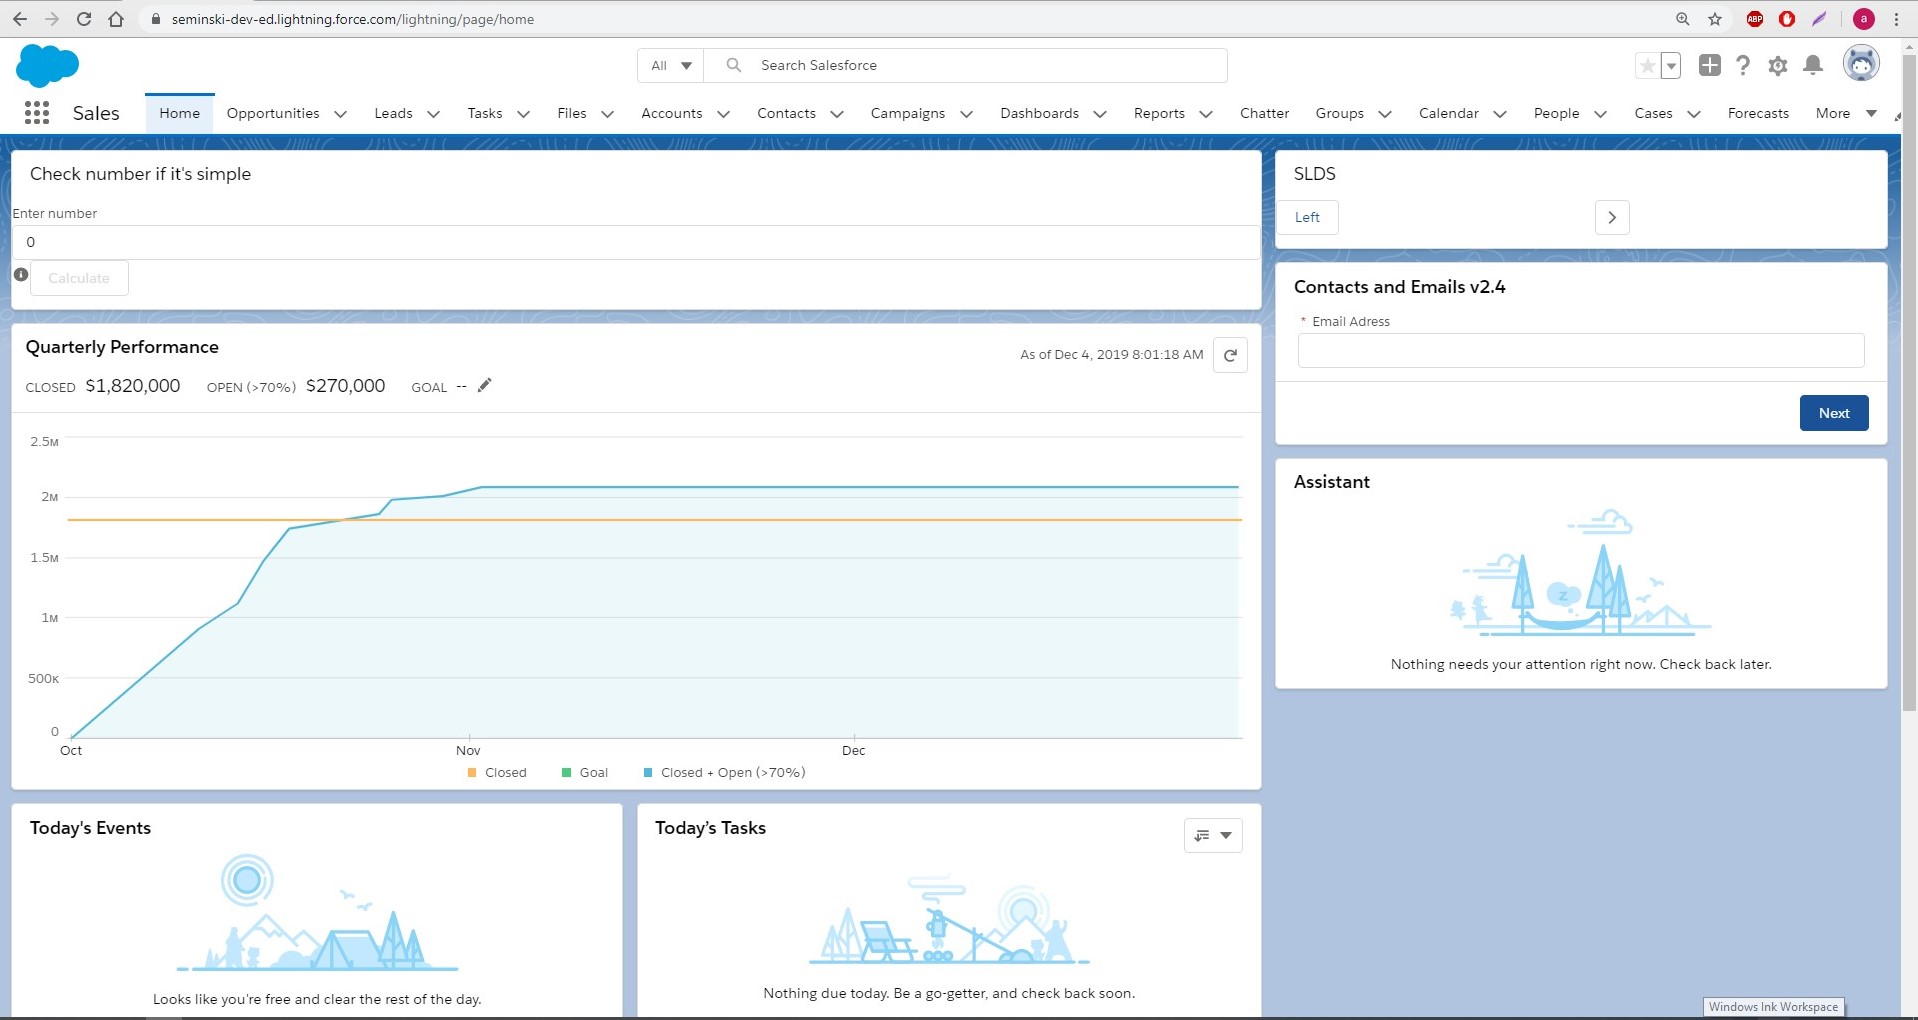 seminski-dev-ed.lightning.force.com/lightning/page/home
ABP
a
All
Search Salesforce
Sales Home Opportunities Leads Tasks Files Accounts Contacts Campaigns Dashboards Reports Chatter Groups Calendar People Cases Forecasts More
Check number if it's simple
Enter number
0
Calculate
SLDS
Left
Contacts and Emails v2.4
* Email Adress
Next
Quarterly Performance
As of Dec 4, 2019 8:01:18 AM
CLOSED $1,820,000 OPEN (>70%) $270,000 GOAL --
2.5M
2M
1.5M
1M
500K
0
Oct Nov Dec
Closed Goal Closed + Open (>70%)
Assistant
z
Nothing needs your attention right now. Check back later.
Today's Events
Looks like you're free and clear the rest of the day.
Today’s Tasks
Nothing due today. Be a go-getter, and check back soon.
Windows Ink Workspace